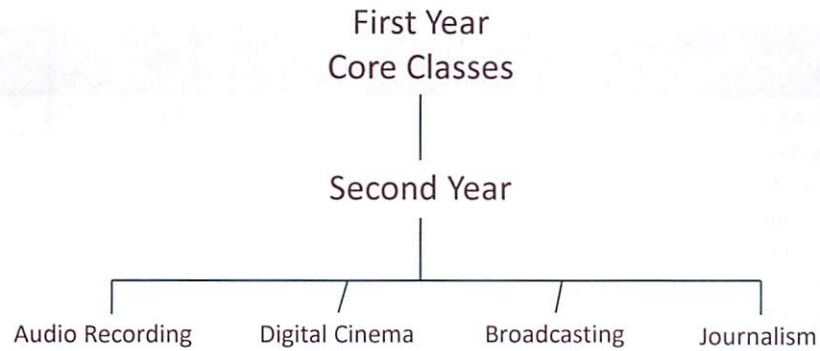 First Year
Core Classes
Second Year
Audio Recording
Digital Cinema
Broadcasting
Journalism